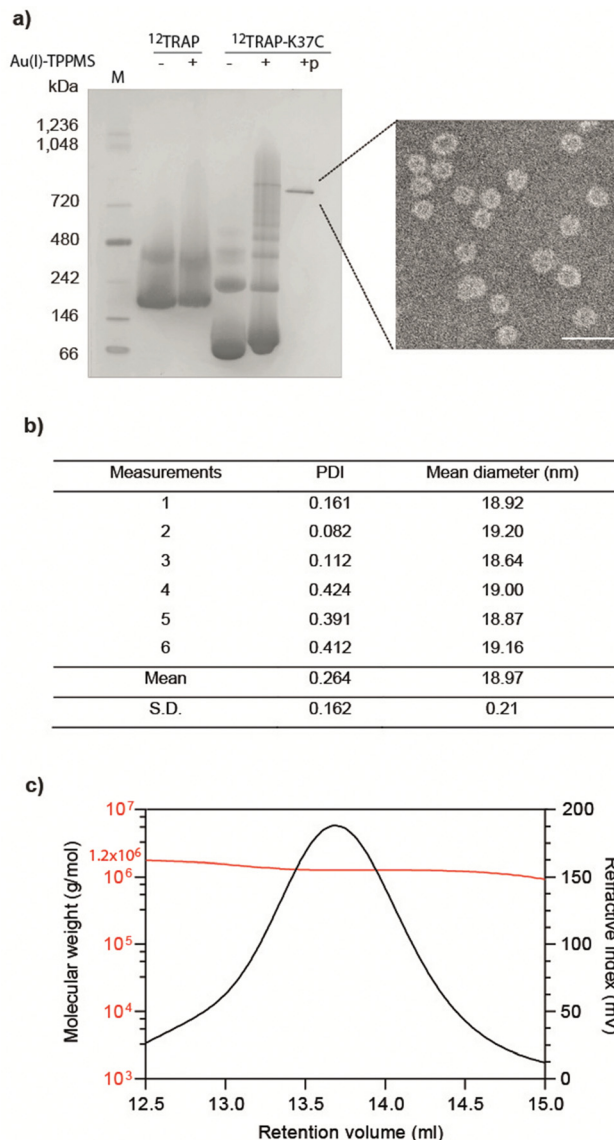 a)
¹²TRAP ¹²TRAP-K37C
Au(I)-TPPMS - + - + +p
kDa M
1,236
1,048
720
480
242
146
66
b)
Measurements PDI Mean diameter (nm)
1 0.161 18.92
2 0.082 19.20
3 0.112 18.64
4 0.424 19.00
5 0.391 18.87
6 0.412 19.16
Mean 0.264 18.97
S.D. 0.162 0.21
c)
Molecular weight (g/mol)
10⁷
1.2x10⁶
10⁶
10⁵
10⁴
10³
200
150
100
50
0
Refractive index (mV)
12.5 13.0 13.5 14.0 14.5 15.0
Retention volume (ml)